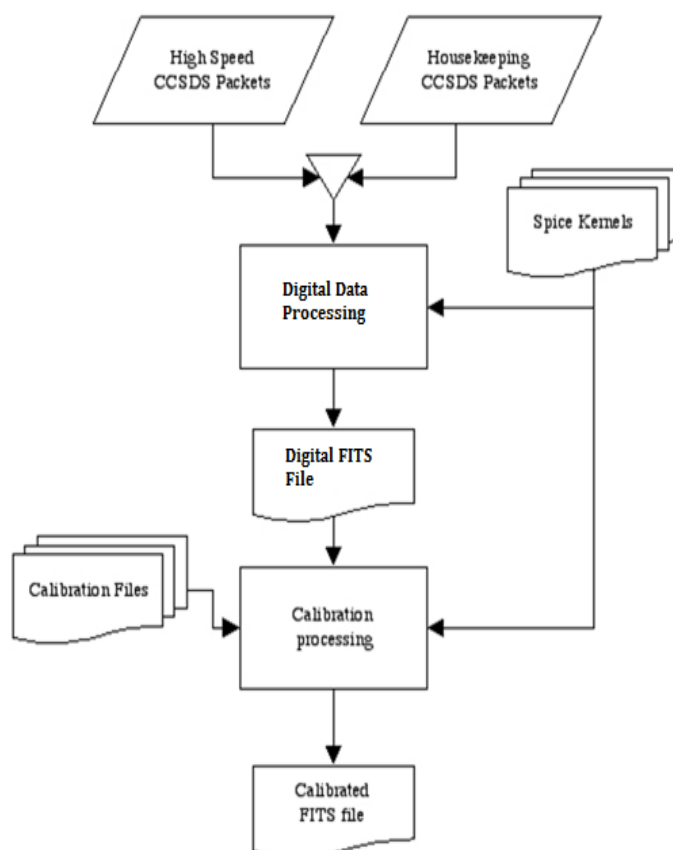 High Speed
CCSDS Packets
Housekeeping
CCSDS Packets
Spice Kernels
Digital Data
Processing
Digital FITS
File
Calibration Files
Calibration
processing
Calibrated
FITS file